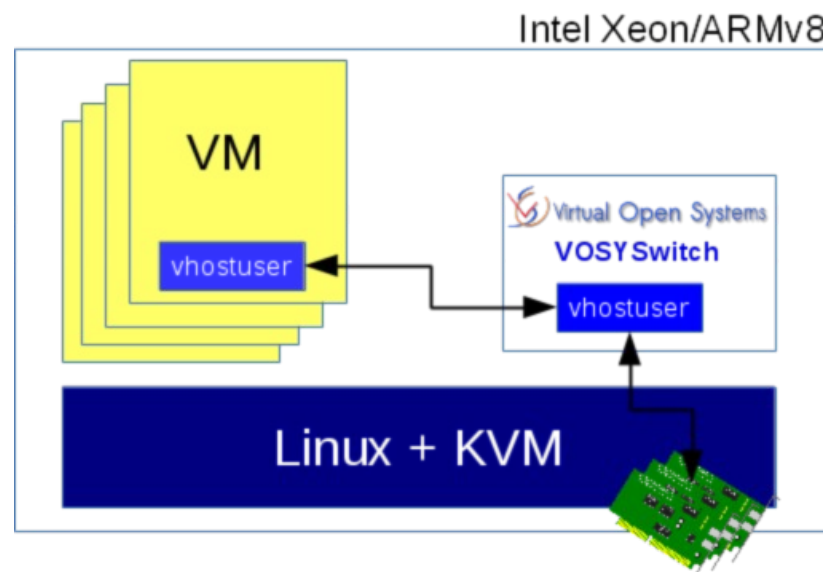 Intel Xeon/ARMv8
VM
vhostuser
Virtual Open Systems
VOSYSwitch
vhostuser
Linux + KVM